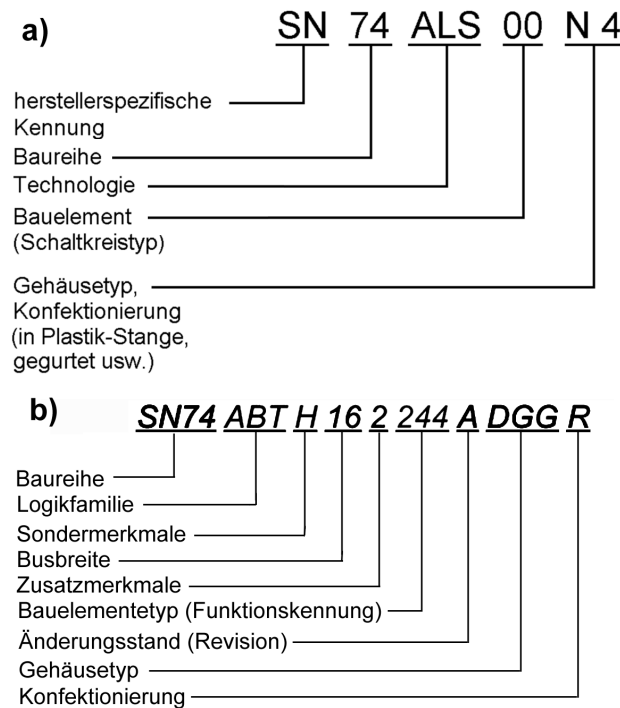 a)
SN 74 ALS 00 N 4
herstellerspezifische
Kennung
Baureihe
Technologie
Bauelement
(Schaltkreistyp)
Gehäusetyp,
Konfektionierung
(in Plastik-Stange,
gegurtet usw.)
b)
SN74 ABT H 16 2 244 A DGG R
Baureihe
Logikfamilie
Sondermerkmale
Busbreite
Zusatzmerkmale
Bauelementetyp (Funktionskennung)
Änderungsstand (Revision)
Gehäusetyp
Konfektionierung